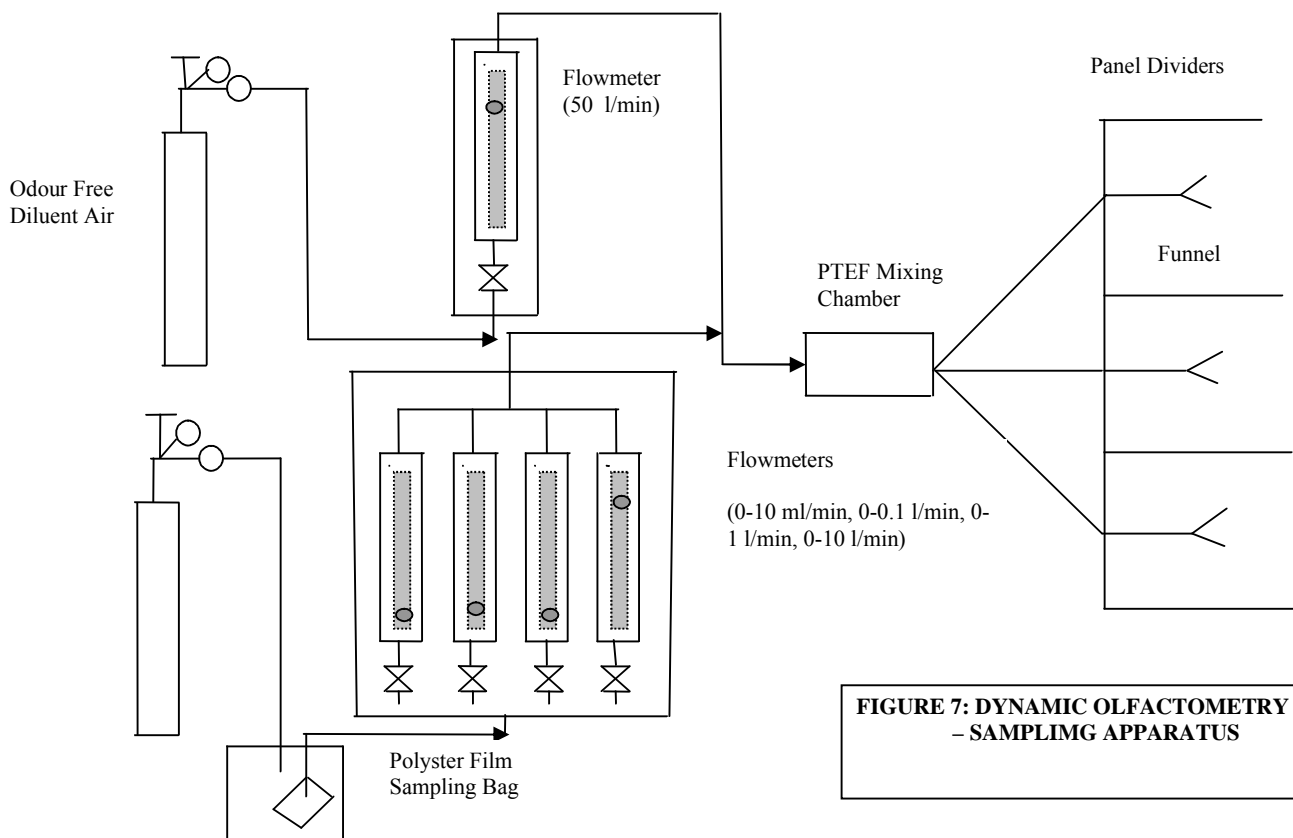 Flowmeter
(50 l/min)
Panel Dividers
Odour Free
Diluent Air
Funnel
PTEF Mixing
Chamber
Flowmeters
(0-10 ml/min, 0-0.1 l/min, 0-
1 l/min, 0-10 l/min)
Polyster Film
Sampling Bag
FIGURE 7: DYNAMIC OLFACTOMETRY
– SAMPLIMG APPARATUS